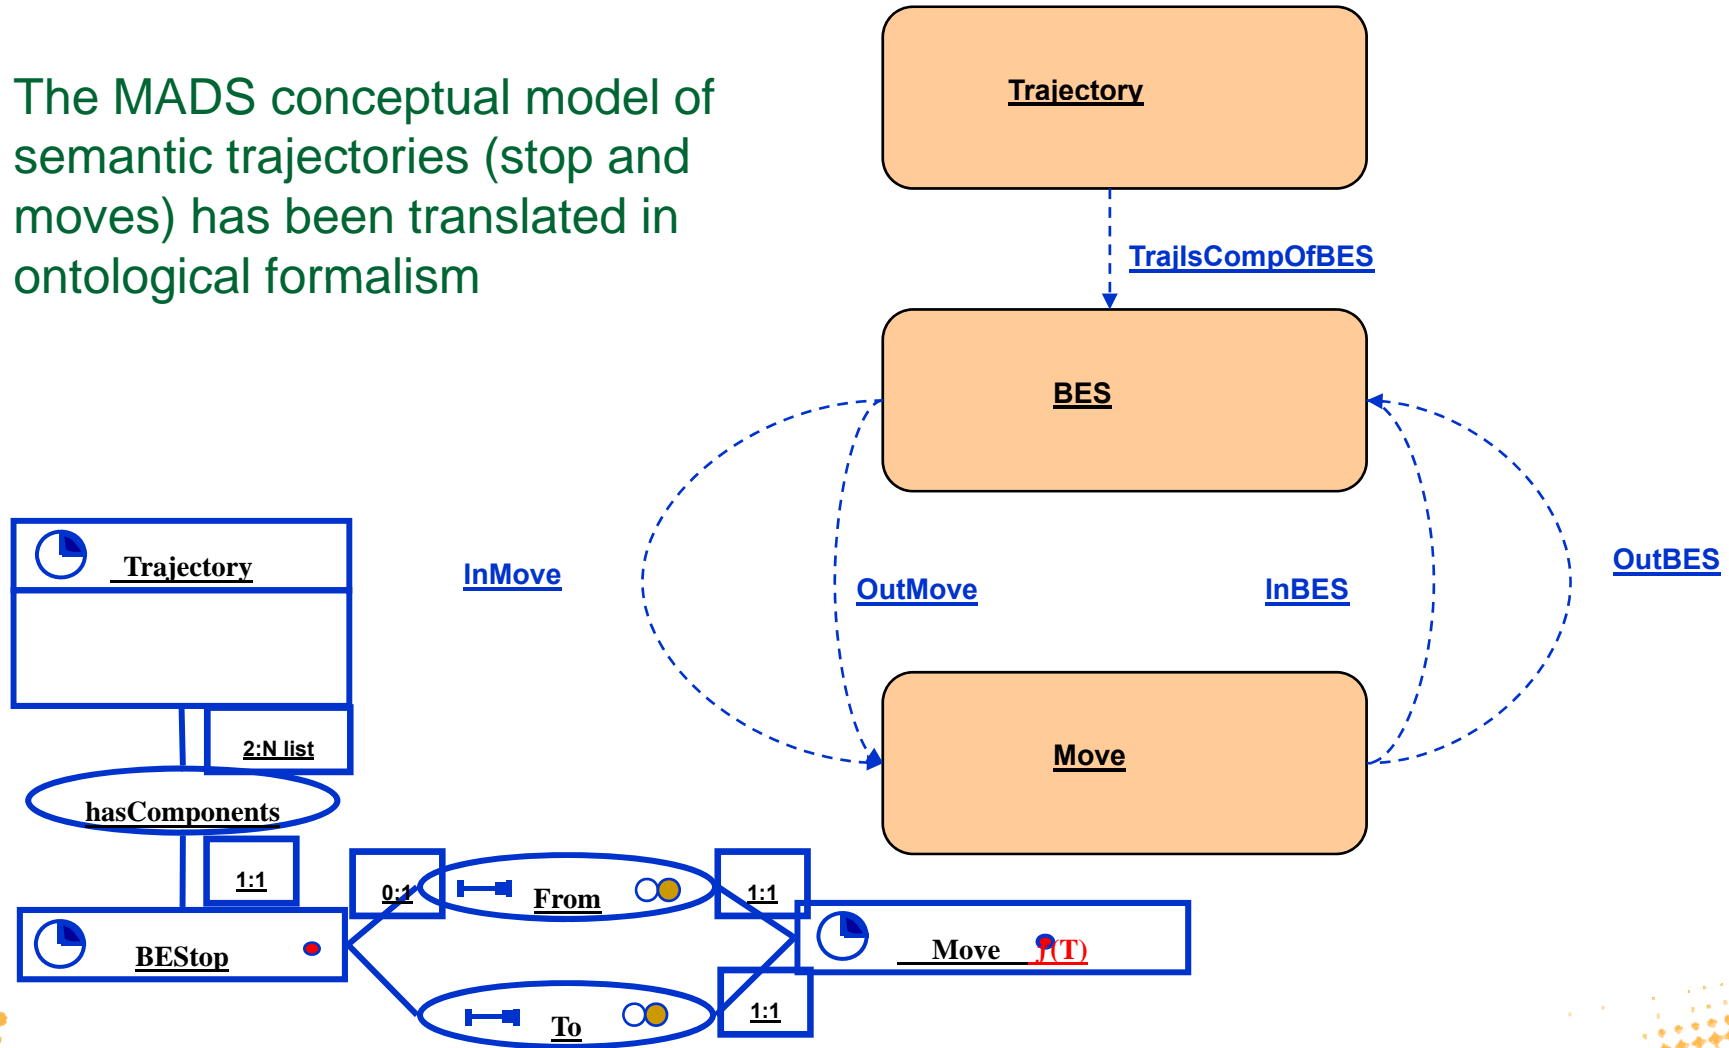 The MADS conceptual model of
semantic trajectories (stop and
moves) has been translated in
ontological formalism
Trajectory
TrajIsCompOfBES
BES
InMove
OutMove
InBES
OutBES
Move
Trajectory
2:N list
hasComponents
1:1
0:1
From
1:1
BEStop
Move f(T)
To
1:1